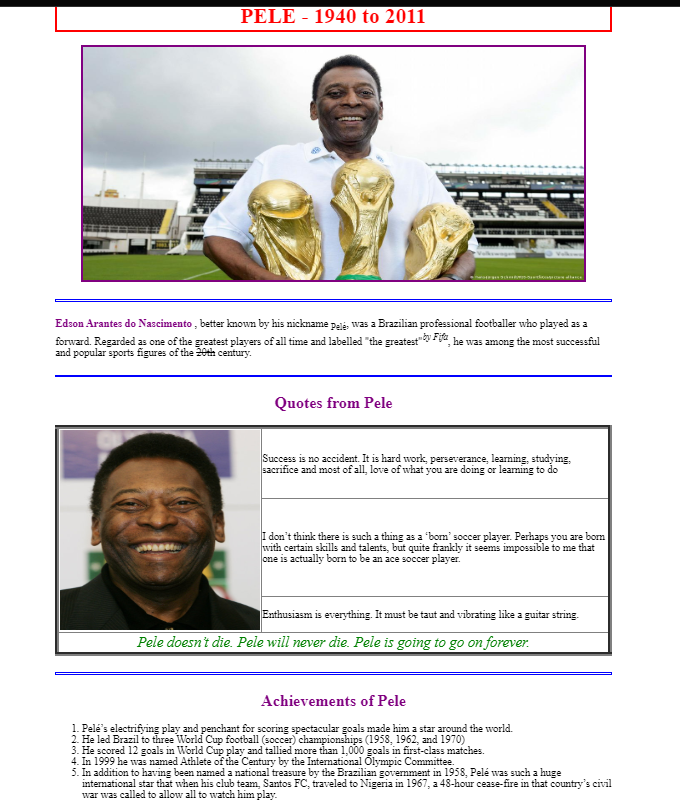 PELE - 1940 to 2011
Edson Arantes do Nascimento , better known by his nickname Pelé, was a Brazilian professional footballer who played as a
forward. Regarded as one of the greatest players of all time and labelled "the greatest"by Fifa, he was among the most successful
and popular sports figures of the 20th century.
Quotes from Pele
Success is no accident. It is hard work, perseverance, learning, studying,
sacrifice and most of all, love of what you are doing or learning to do
I don’t think there is such a thing as a ‘born’ soccer player. Perhaps you are born
with certain skills and talents, but quite frankly it seems impossible to me that
one is actually born to be an ace soccer player.
Enthusiasm is everything. It must be taut and vibrating like a guitar string.
Pele doesn't die. Pele will never die. Pele is going to go on forever.
Achievements of Pele
1. Pelé’s electrifying play and penchant for scoring spectacular goals made him a star around the world.
2. He led Brazil to three World Cup football (soccer) championships (1958, 1962, and 1970)
3. He scored 12 goals in World Cup play and tallied more than 1,000 goals in first-class matches.
4. In 1999 he was named Athlete of the Century by the International Olympic Committee.
5. In addition to having been named a national treasure by the Brazilian government in 1958, Pelé was such a huge
international star that when his club team, Santos FC, traveled to Nigeria in 1967, a 48-hour cease-fire in that country’s civil
war was called to allow all to watch him play.